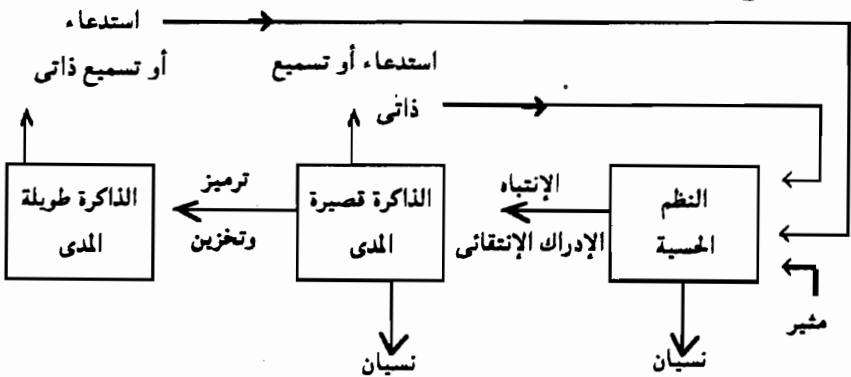 استدعاء
أو تسميع ذاتى
استدعاء أو تسميع
ذاتى
النظم
الحسية
الإنتباه
الإدراك الإنتقائى
الذاكرة قصيرة
المدى
ترميز
وتخزين
الذاكرة طويلة
المدى
مثير
نسيان
نسيان